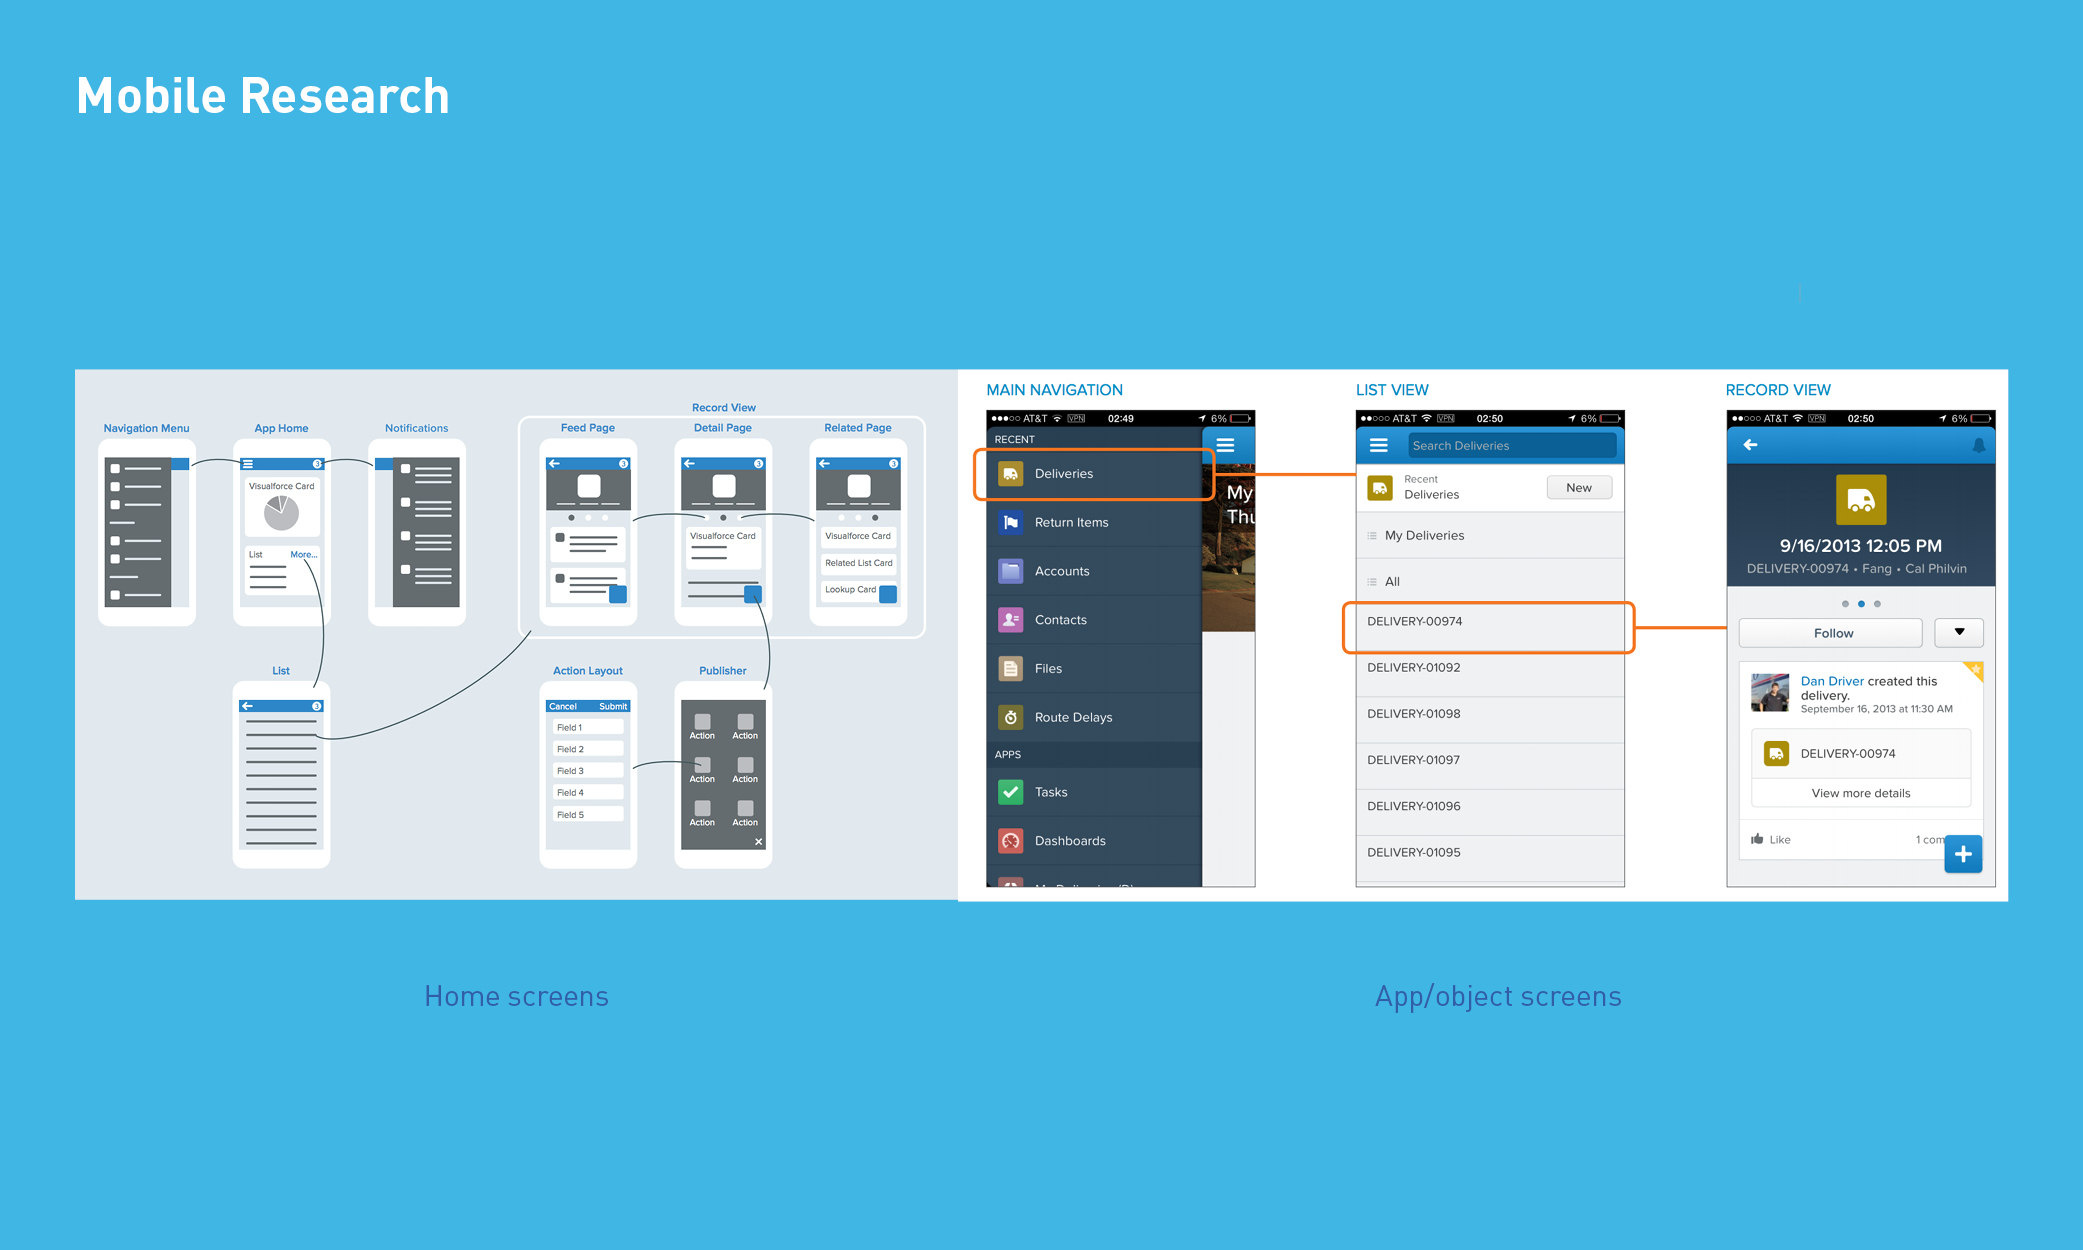 Mobile Research
Record View
Navigation Menu
App Home
Notifications
Feed Page
Detail Page
Related Page
3
Visualforce Card
List More...
3
3
Visualforce Card
3
Visualforce Card
Related List Card
Lookup Card
List
3
Action Layout
Cancel Submit
Field 1
Field 2
Field 3
Field 4
Field 5
Publisher
Action Action
Action Action
Action Action
MAIN NAVIGATION
AT&T VPN 02:49 6%
RECENT
Deliveries
Return Items
Accounts
Contacts
Files
Route Delays
APPS
Tasks
Dashboards
My
Thu
LIST VIEW
AT&T VPN 02:50 6%
Search Deliveries
Recent
Deliveries
New
My Deliveries
All
DELIVERY-00974
DELIVERY-01092
DELIVERY-01098
DELIVERY-01097
DELIVERY-01096
DELIVERY-01095
RECORD VIEW
AT&T VPN 02:50 6%
9/16/2013 12:05 PM
DELIVERY-00974 • Fang • Cal Philvin
Follow
Dan Driver created this
delivery.
September 16, 2013 at 11:30 AM
DELIVERY-00974
View more details
Like 1 com
Home screens
App/object screens